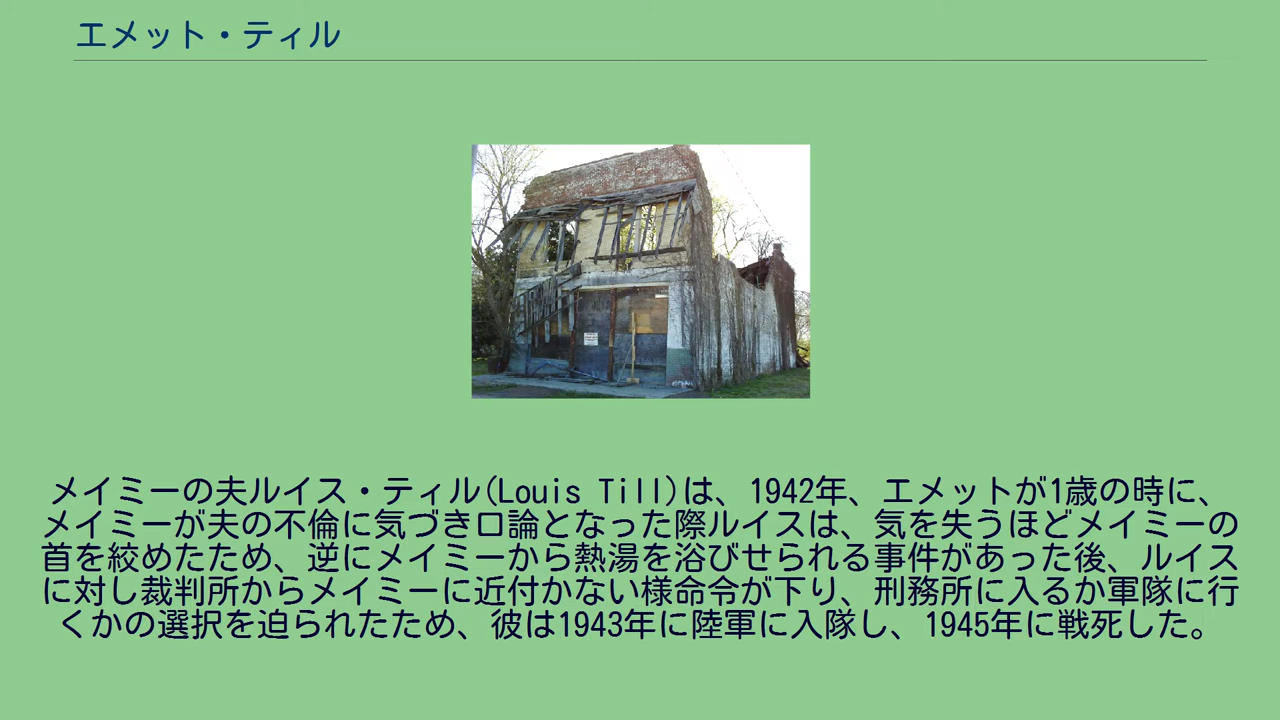 エメット・ティル
メイミーの夫ルイス・ティル(Louis Till)は、1942年、エメットが1歳の時に、
メイミーが夫の不倫に気づき口論となった際ルイスは、気を失うほどメイミーの
首を絞めたため、逆にメイミーから熱湯を浴びせられる事件があった後、ルイス
に対し裁判所からメイミーに近付かない様命令が下り、刑務所に入るか軍隊に行
くかの選択を迫られたため、彼は1943年に陸軍に入隊し、1945年に戦死した。